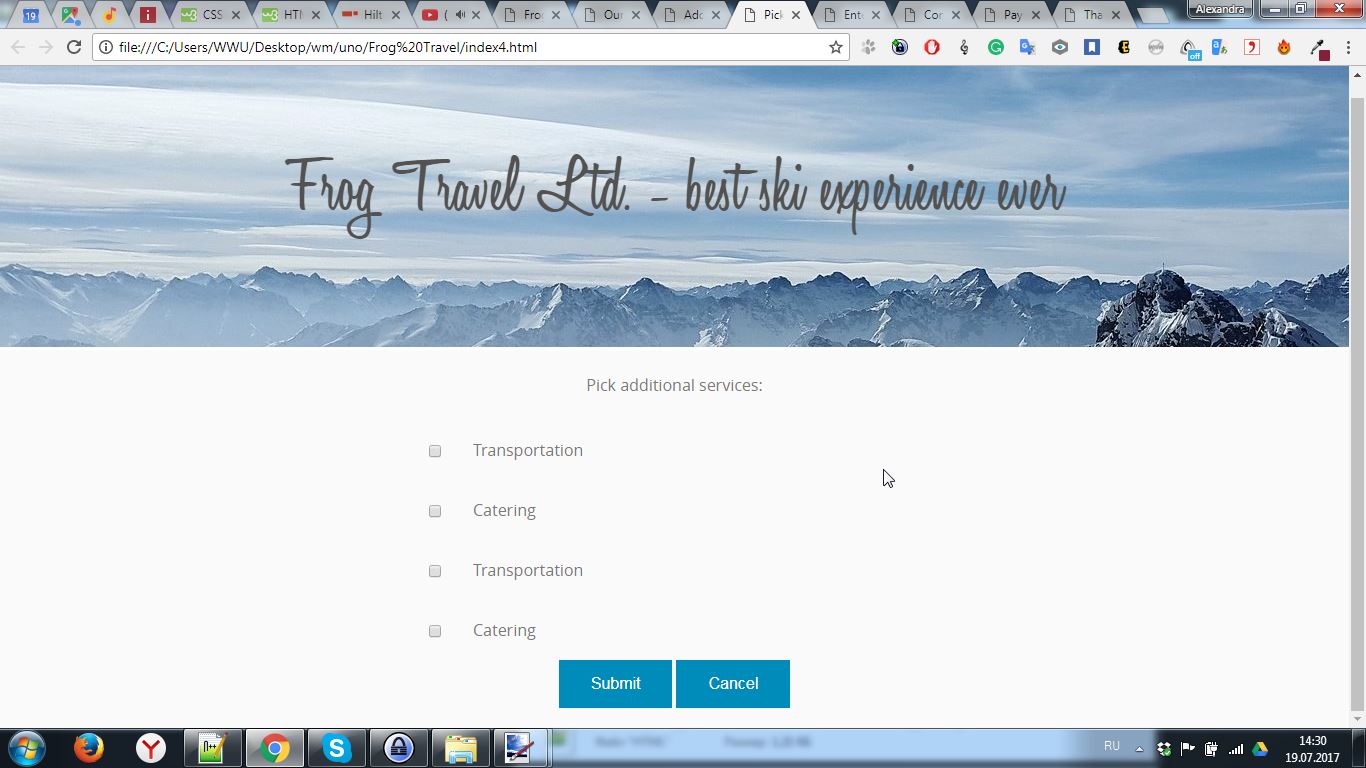 19
CSS
HTM
Hilt
(
Fro
Our
Add
Pick
Ente
Con
Pay
Tha
Alexandra
file:///C:/Users/WWU/Desktop/wm/uno/Frog%20Travel/index4.html
off
Frog Travel Ltd. - best ski experience ever
Pick additional services:
Transportation
Catering
Transportation
Catering
Submit Cancel
RU
14:30
19.07.2017